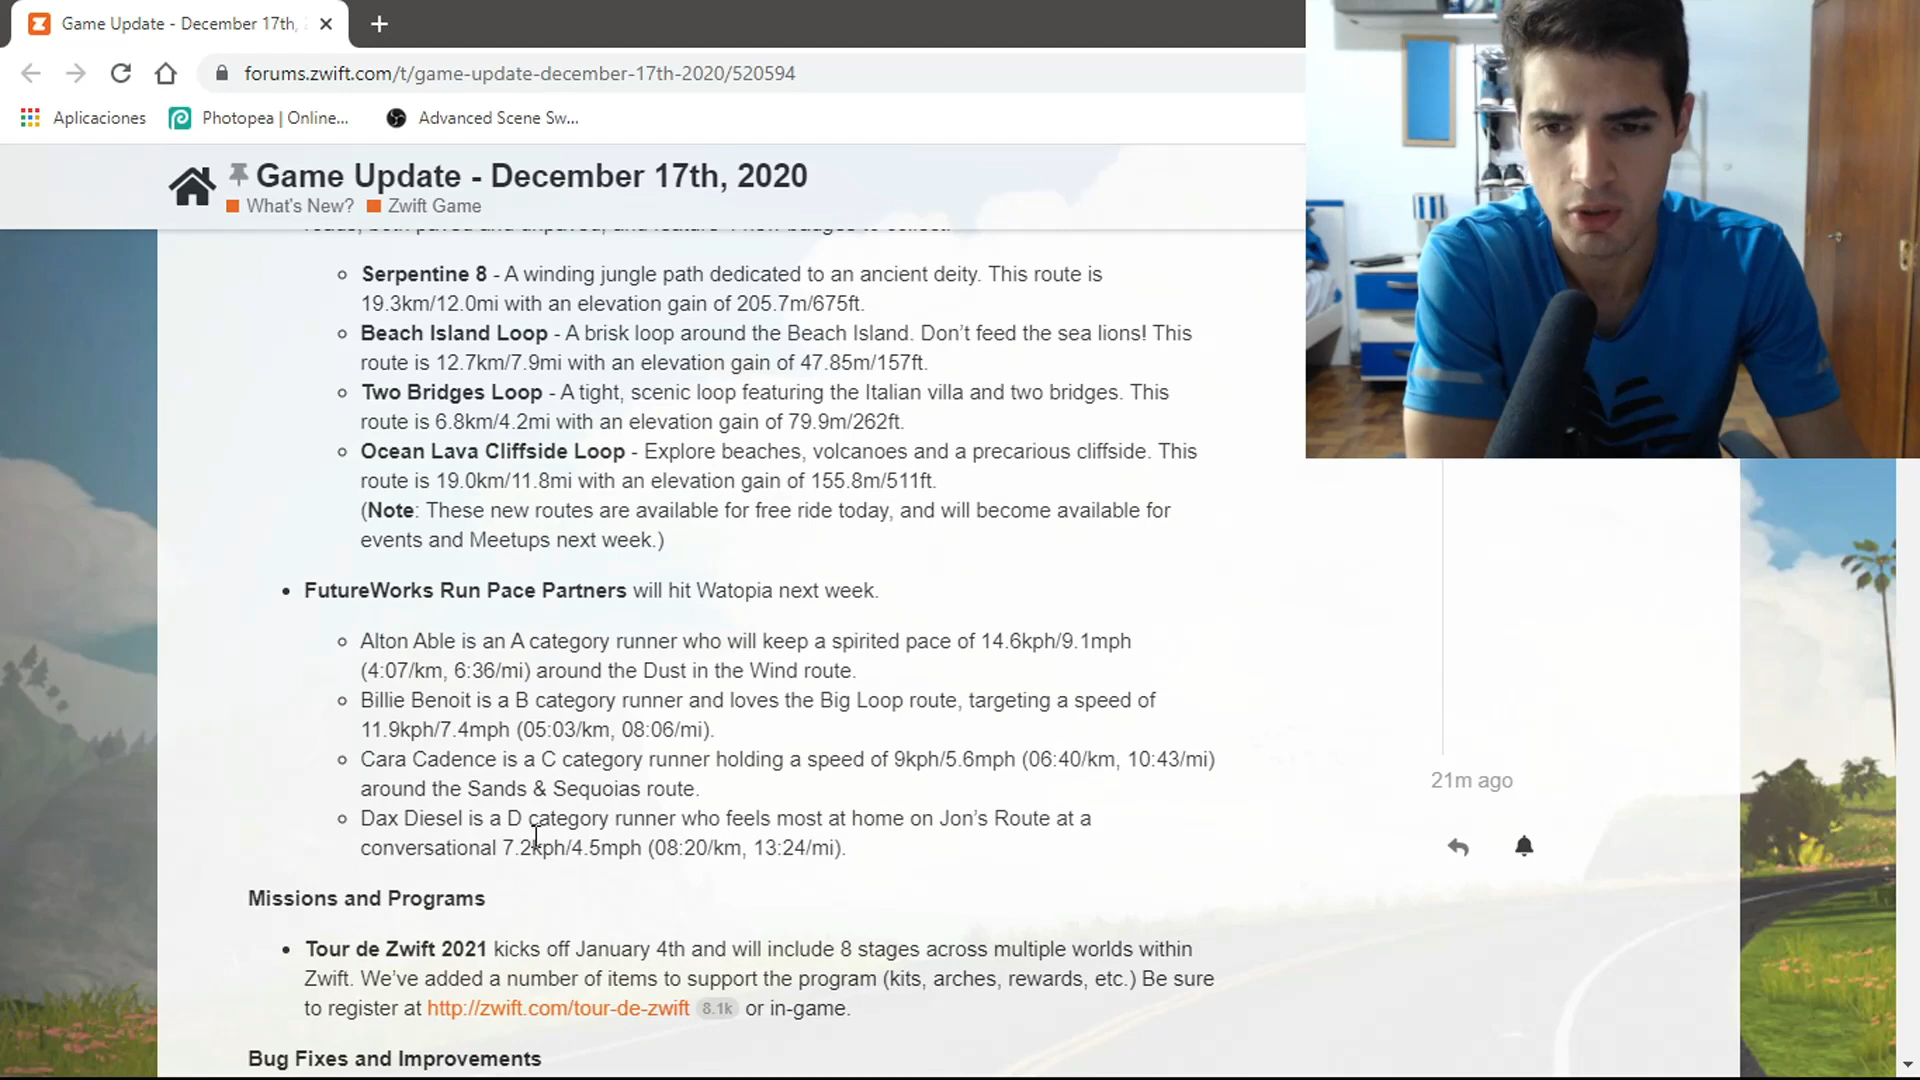 Game Update - December 17th,
forums.zwift.com/t/game-update-december-17th-2020/520594
Aplicaciones
Photopea | Online...
Advanced Scene Sw...
Game Update - December 17th, 2020
What's New? Zwift Game
roads, both paved and unpaved, and feature 4 new badges to collect.
Serpentine 8 - A winding jungle path dedicated to an ancient deity. This route is
19.3km/12.0mi with an elevation gain of 205.7m/675ft.
Beach Island Loop - A brisk loop around the Beach Island. Don’t feed the sea lions! This
route is 12.7km/7.9mi with an elevation gain of 47.85m/157ft.
Two Bridges Loop - A tight, scenic loop featuring the Italian villa and two bridges. This
route is 6.8km/4.2mi with an elevation gain of 79.9m/262ft.
Ocean Lava Cliffside Loop - Explore beaches, volcanoes and a precarious cliffside. This
route is 19.0km/11.8mi with an elevation gain of 155.8m/511ft.
(Note: These new routes are available for free ride today, and will become available for
events and Meetups next week.)
FutureWorks Run Pace Partners will hit Watopia next week.
Alton Able is an A category runner who will keep a spirited pace of 14.6kph/9.1mph
(4:07/km, 6:36/mi) around the Dust in the Wind route.
Billie Benoit is a B category runner and loves the Big Loop route, targeting a speed of
11.9kph/7.4mph (05:03/km, 08:06/mi).
Cara Cadence is a C category runner holding a speed of 9kph/5.6mph (06:40/km, 10:43/mi)
around the Sands & Sequoias route.
Dax Diesel is a D category runner who feels most at home on Jon’s Route at a
conversational 7.2kph/4.5mph (08:20/km, 13:24/mi).
21m ago
Missions and Programs
Tour de Zwift 2021 kicks off January 4th and will include 8 stages across multiple worlds within
Zwift. We’ve added a number of items to support the program (kits, arches, rewards, etc.) Be sure
to register at http://zwift.com/tour-de-zwift 8.1k or in-game.
Bug Fixes and Improvements